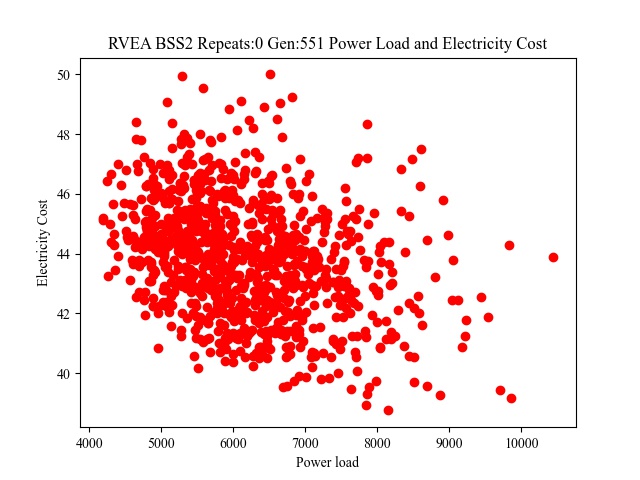 RVEA BSS2 Repeats:0 Gen:551 Power Load and Electricity Cost
50
48
46
44
42
40
Electricity Cost
4000 5000 6000 7000 8000 9000 10000
Power load